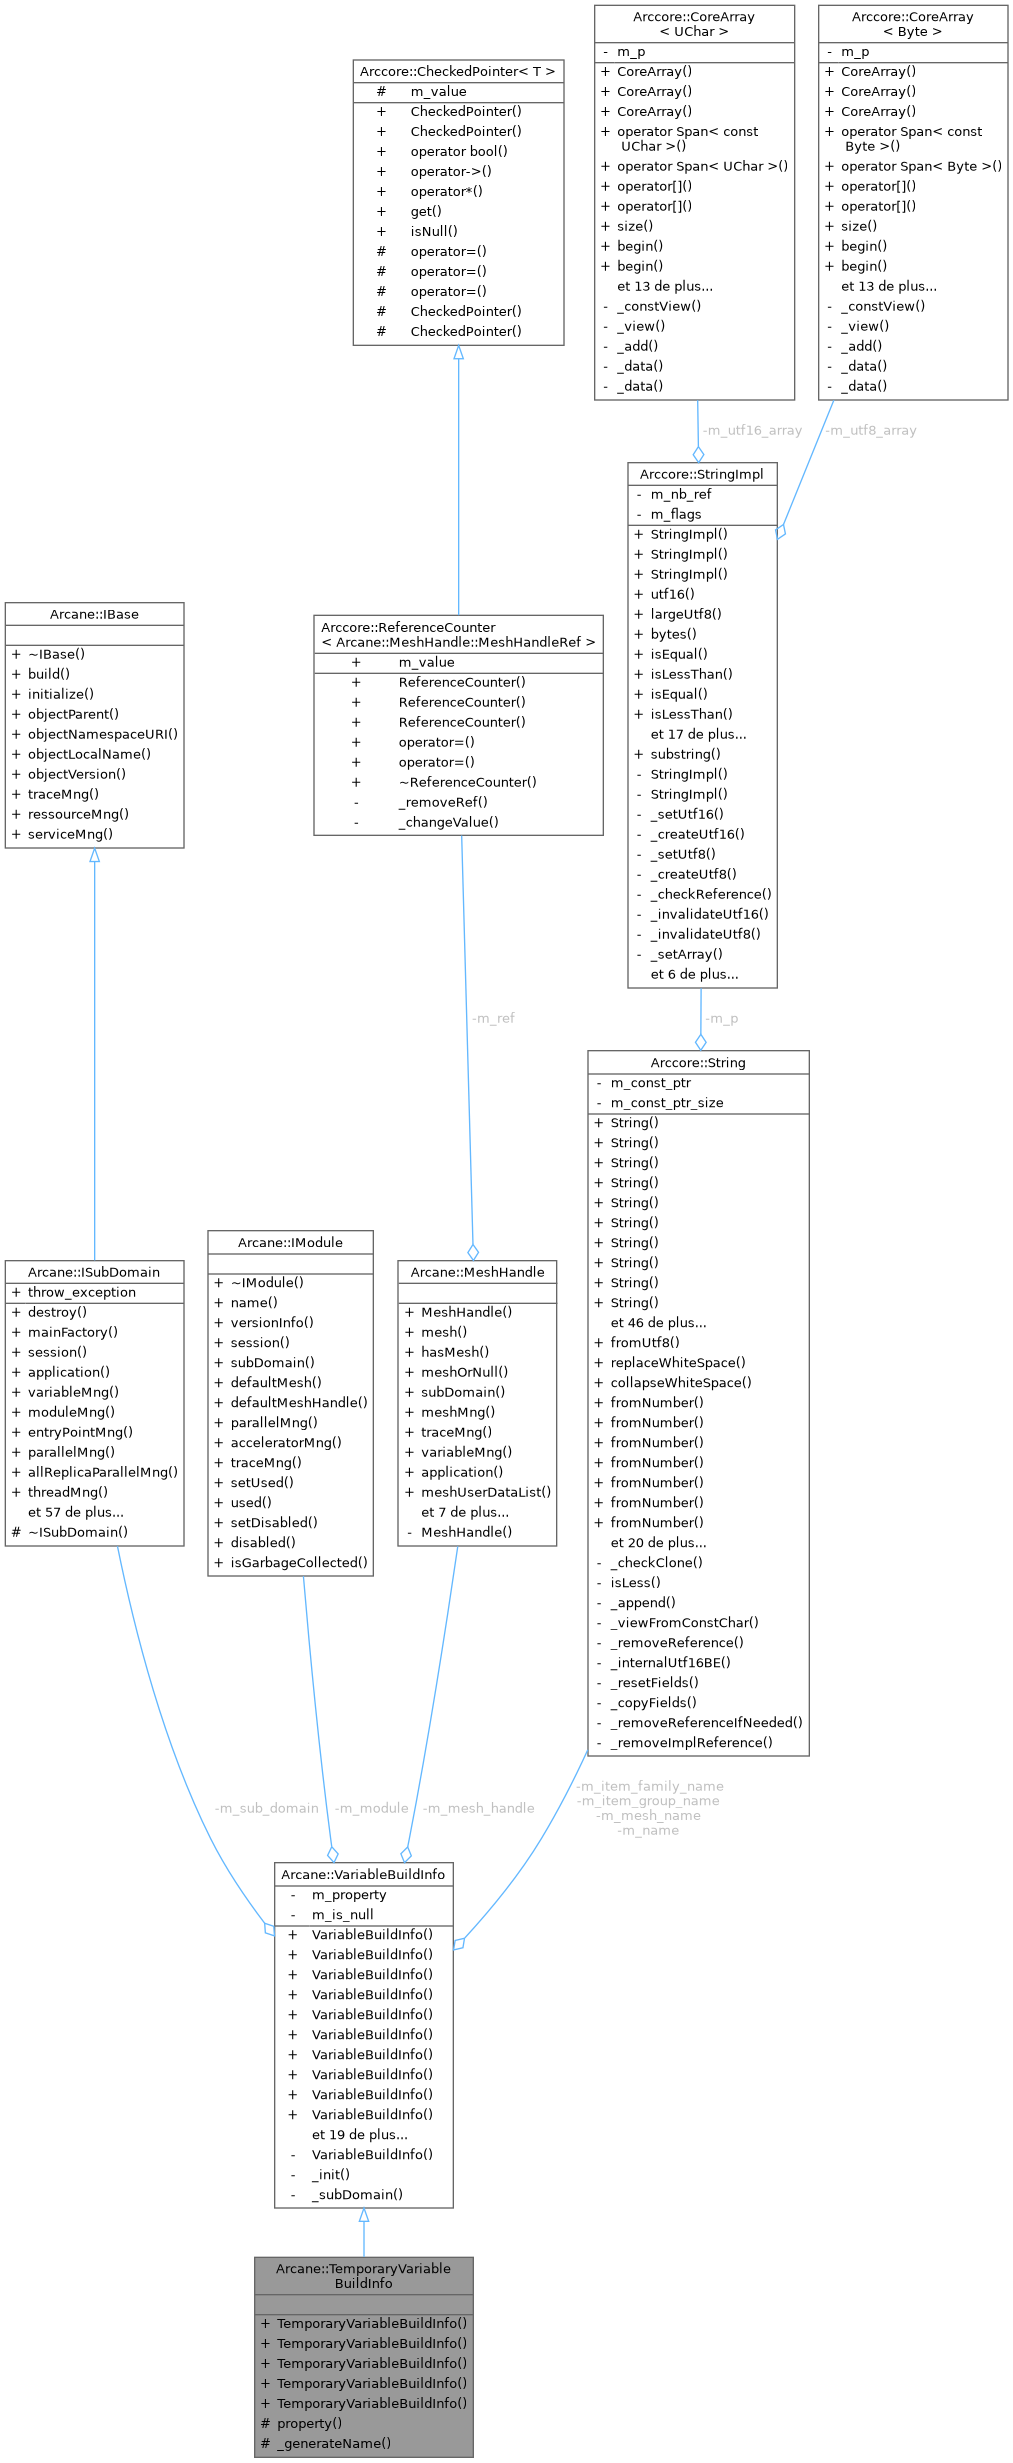 Arccore::CoreArray
< UChar >
- m_p
+ CoreArray()
+ CoreArray()
+ CoreArray()
+ operator Span< const
UChar >()
+ operator Span< UChar >()
+ operator[]()
+ operator[]()
+ size()
+ begin()
+ begin()
et 13 de plus...
- _constView()
- _view()
- _add()
- _data()
- _data()
Arccore::CoreArray
< Byte >
- m_p
+ CoreArray()
+ CoreArray()
+ CoreArray()
+ operator Span< const
Byte >()
+ operator Span< Byte >()
+ operator[]()
+ operator[]()
+ size()
+ begin()
+ begin()
et 13 de plus...
- _constView()
- _view()
- _add()
- _data()
- _data()
Arccore::CheckedPointer< T >
# m_value
+ CheckedPointer()
+ CheckedPointer()
+ operator bool()
+ operator->()
+ operator*()
+ get()
+ isNull()
# operator=()
# operator=()
# operator=()
# CheckedPointer()
# CheckedPointer()
-m_utf16_array
-m_utf8_array
Arccore::StringImpl
- m_nb_ref
- m_flags
+ StringImpl()
+ StringImpl()
+ StringImpl()
+ utf16()
+ largeUtf8()
+ bytes()
+ isEqual()
+ isLessThan()
+ isEqual()
+ isLessThan()
et 17 de plus...
+ substring()
- StringImpl()
- StringImpl()
- _setUtf16()
- _createUtf16()
- _setUtf8()
- _createUtf8()
- _checkReference()
- _invalidateUtf16()
- _invalidateUtf8()
- _setArray()
et 6 de plus...
Arcane::IBase
+ ~IBase()
+ build()
+ initialize()
+ objectParent()
+ objectNamespaceURI()
+ objectLocalName()
+ objectVersion()
+ traceMng()
+ ressourceMng()
+ serviceMng()
Arccore::ReferenceCounter
< Arcane::MeshHandle::MeshHandleRef >
+ m_value
+ ReferenceCounter()
+ ReferenceCounter()
+ ReferenceCounter()
+ operator=()
+ operator=()
+ ~ReferenceCounter()
- _removeRef()
- _changeValue()
-m_ref
-m_p
Arccore::String
- m_const_ptr
- m_const_ptr_size
+ String()
+ String()
+ String()
+ String()
+ String()
+ String()
+ String()
+ String()
+ String()
+ String()
et 46 de plus...
+ fromUtf8()
+ replaceWhiteSpace()
+ collapseWhiteSpace()
+ fromNumber()
+ fromNumber()
+ fromNumber()
+ fromNumber()
+ fromNumber()
+ fromNumber()
+ fromNumber()
et 20 de plus...
- _checkClone()
- isLess()
- _append()
- _viewFromConstChar()
- _removeReference()
- _internalUtf16BE()
- _resetFields()
- _copyFields()
- _removeReferenceIfNeeded()
- _removeImplReference()
Arcane::ISubDomain
+ throw_exception
+ destroy()
+ mainFactory()
+ session()
+ application()
+ variableMng()
+ moduleMng()
+ entryPointMng()
+ parallelMng()
+ allReplicaParallelMng()
+ threadMng()
et 57 de plus...
# ~ISubDomain()
Arcane::IModule
+ ~IModule()
+ name()
+ versionInfo()
+ session()
+ subDomain()
+ defaultMesh()
+ defaultMeshHandle()
+ parallelMng()
+ acceleratorMng()
+ traceMng()
+ setUsed()
+ used()
+ setDisabled()
+ disabled()
+ isGarbageCollected()
Arcane::MeshHandle
+ MeshHandle()
+ mesh()
+ hasMesh()
+ meshOrNull()
+ subDomain()
+ meshMng()
+ traceMng()
+ variableMng()
+ application()
+ meshUserDataList()
et 7 de plus...
- MeshHandle()
-m_sub_domain
-m_module
-m_mesh_handle
-m_item_family_name
-m_item_group_name
-m_mesh_name
-m_name
Arcane::VariableBuildInfo
- m_property
- m_is_null
+ VariableBuildInfo()
+ VariableBuildInfo()
+ VariableBuildInfo()
+ VariableBuildInfo()
+ VariableBuildInfo()
+ VariableBuildInfo()
+ VariableBuildInfo()
+ VariableBuildInfo()
+ VariableBuildInfo()
+ VariableBuildInfo()
et 19 de plus...
- VariableBuildInfo()
- _init()
- _subDomain()
Arcane::TemporaryVariable
BuildInfo
+ TemporaryVariableBuildInfo()
+ TemporaryVariableBuildInfo()
+ TemporaryVariableBuildInfo()
+ TemporaryVariableBuildInfo()
+ TemporaryVariableBuildInfo()
# property()
# _generateName()